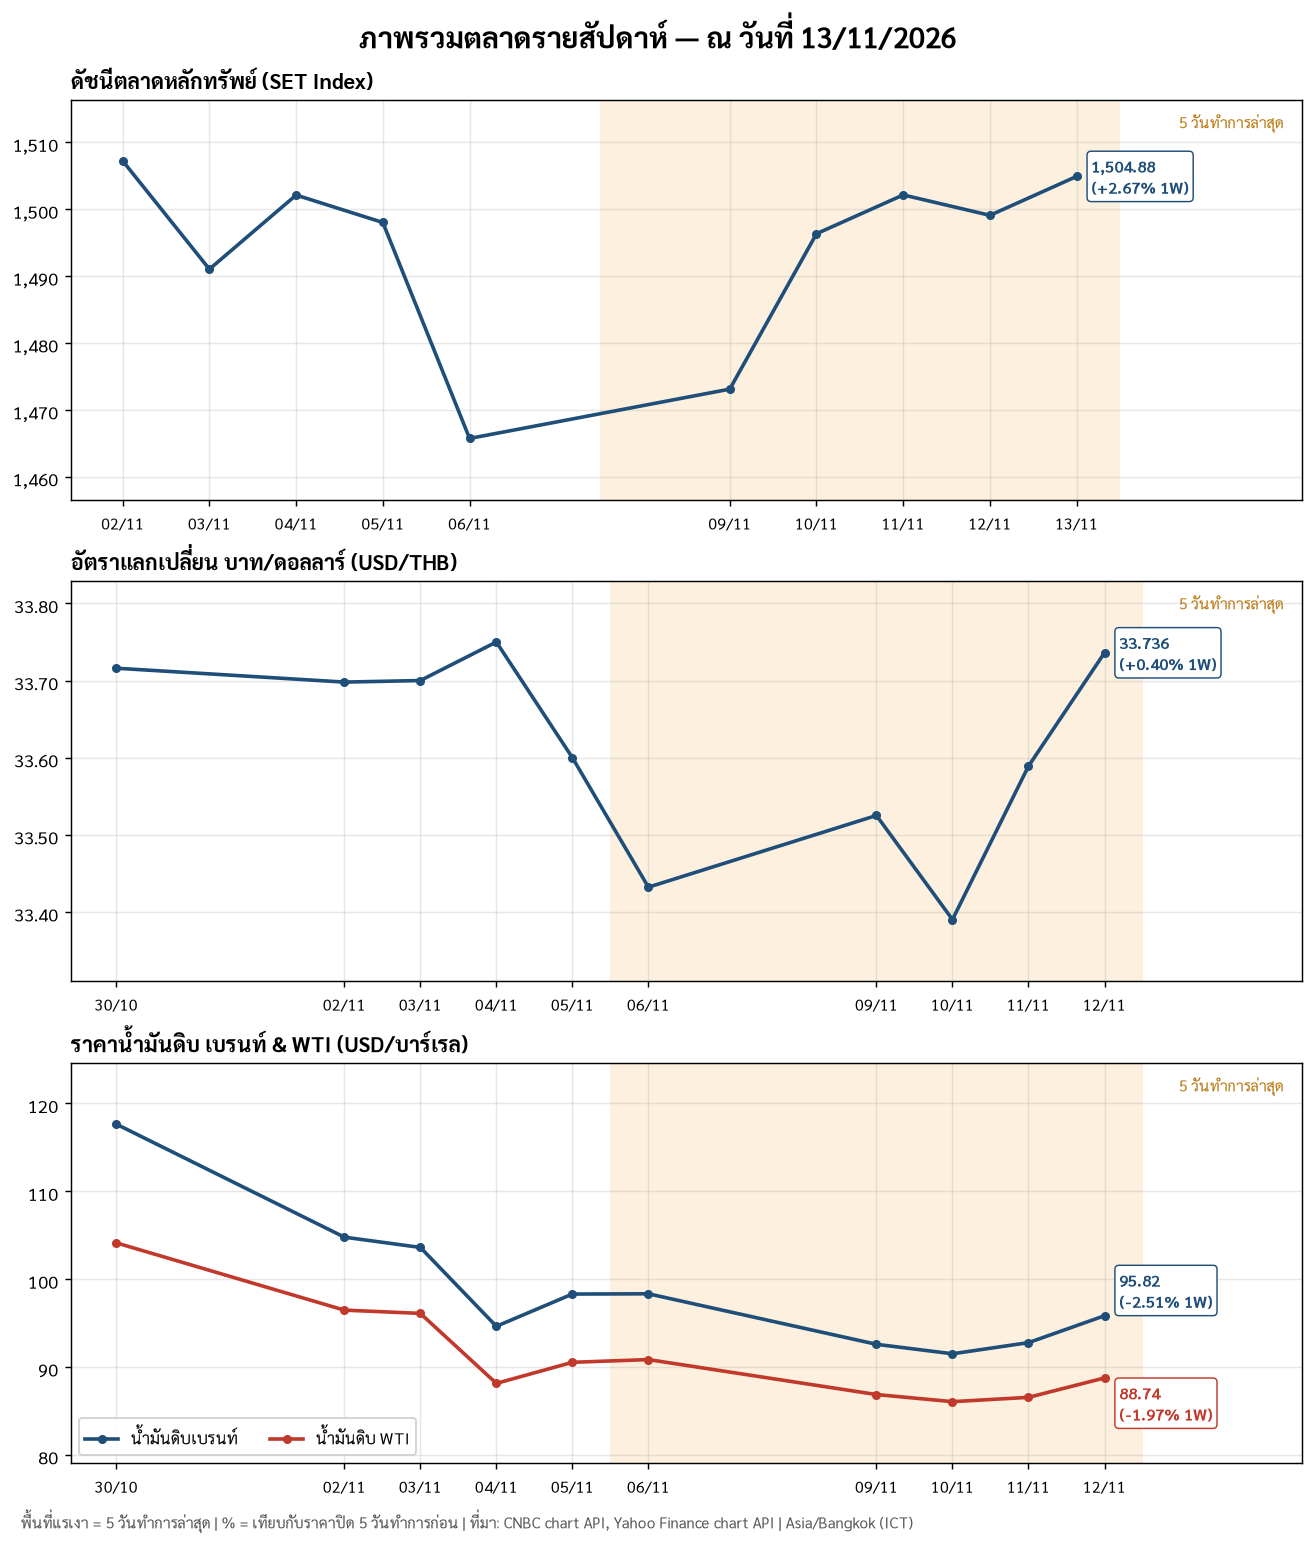 ภาพรวมตลาดรายสัปดาห์ — ณ วันที่ 13/11/2026
ดัชนีตลาดหลักทรัพย์ (SET Index)
5 วันทำการล่าสุด
1,510
1,500
1,490
1,480
1,470
1,460
1,504.88
(+2.67% 1W)
02/11 03/11 04/11 05/11 06/11 09/11 10/11 11/11 12/11 13/11
อัตราแลกเปลี่ยน บาท/ดอลลาร์ (USD/THB)
5 วันทำการล่าสุด
33.80
33.70
33.60
33.50
33.40
33.736
(+0.40% 1W)
30/10 02/11 03/11 04/11 05/11 06/11 09/11 10/11 11/11 12/11
ราคาน้ำมันดิบ เบรนท์ & WTI (USD/บาร์เรล)
5 วันทำการล่าสุด
120
110
100
90
80
95.82
(-2.51% 1W)
88.74
(-1.97% 1W)
น้ำมันดิบเบรนท์ น้ำมันดิบ WTI
30/10 02/11 03/11 04/11 05/11 06/11 09/11 10/11 11/11 12/11
พื้นที่แรเงา = 5 วันทำการล่าสุด | % = เทียบกับราคาปิด 5 วันทำการก่อน | ที่มา: CNBC chart API, Yahoo Finance chart API | Asia/Bangkok (ICT)